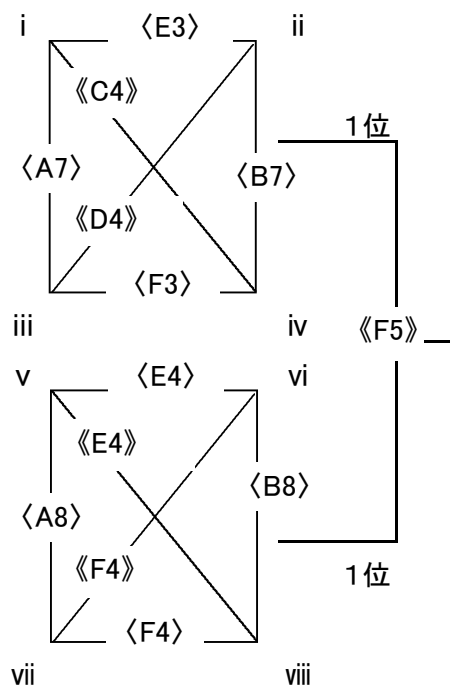 ⅰ 〈E3〉 ⅱ
《C4》 1位
〈A7〉 〈B7〉
《D4》
〈F3〉
ⅲ ⅳ 《F5》
ⅴ 〈E4〉 ⅵ
《E4》
〈A8〉 〈B8〉
《F4》 1位
〈F4〉
ⅶ ⅷ